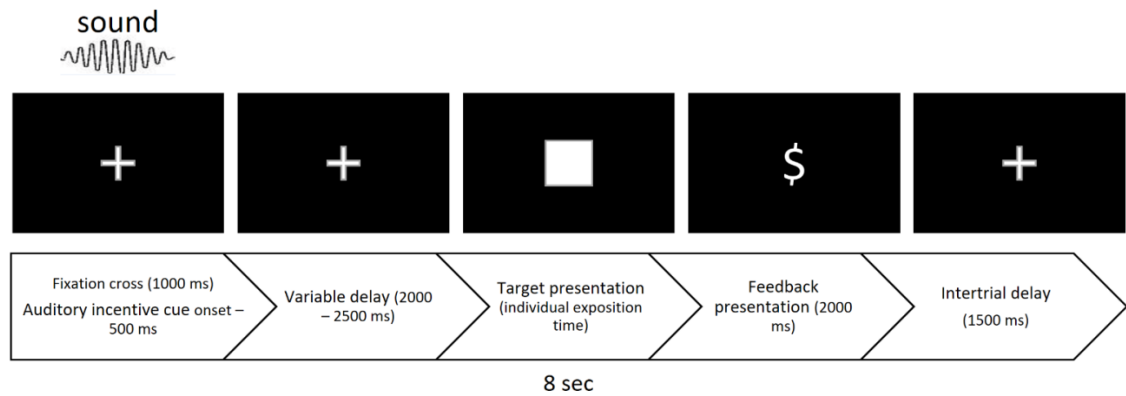 sound
$
Fixation cross (1000 ms)
Auditory incentive cue onset –
500 ms
Variable delay (2000
– 2500 ms)
Target presentation
(individual exposition
time)
Feedback
presentation (2000
ms)
Intertrial delay
(1500 ms)
8 sec